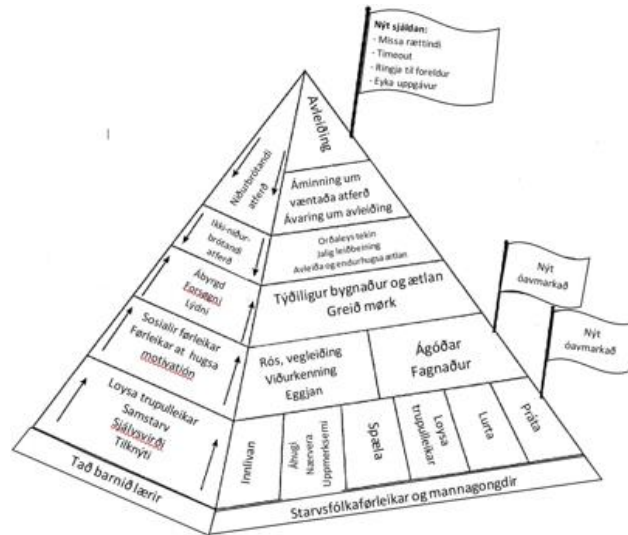 Nýt sjáldan:
- Missa rættindi
- Timeout
- Ringja til foreldur
- Eyka uppgávur
Avleiðing
Niðurbrótandi
atferð
Áminning um
væntaða atferð
Ávaring um avleiðing
Ikki-niður-
brótandi
atferð
Orðaleys tekin
Jalig leiðbeining
Avleiða og endurhugsa ætlan
Ábyrgd
Forsøgni
Lýdni
Týðiligur bygnaður og ætlan
Greið mørk
Nýt
óavmarkað
Nýt
óavmarkað
Sosialir førleikar
Førleikar at hugsa
motivatión
Rós, vegleiðing
Viðurkenning
Eggjan
Ágóðar
Fagnaður
Loysa trupulleikar
Samstarv
Sjálvsvirði
Tilknýti
Innlivan
Áhugi
Nærvera
Uppmerksemi
Spæla
Loysa
trupulleikar
Lurta
Práta
Tað barnið lærir
Starvsfólkaførleikar og mannagongdir